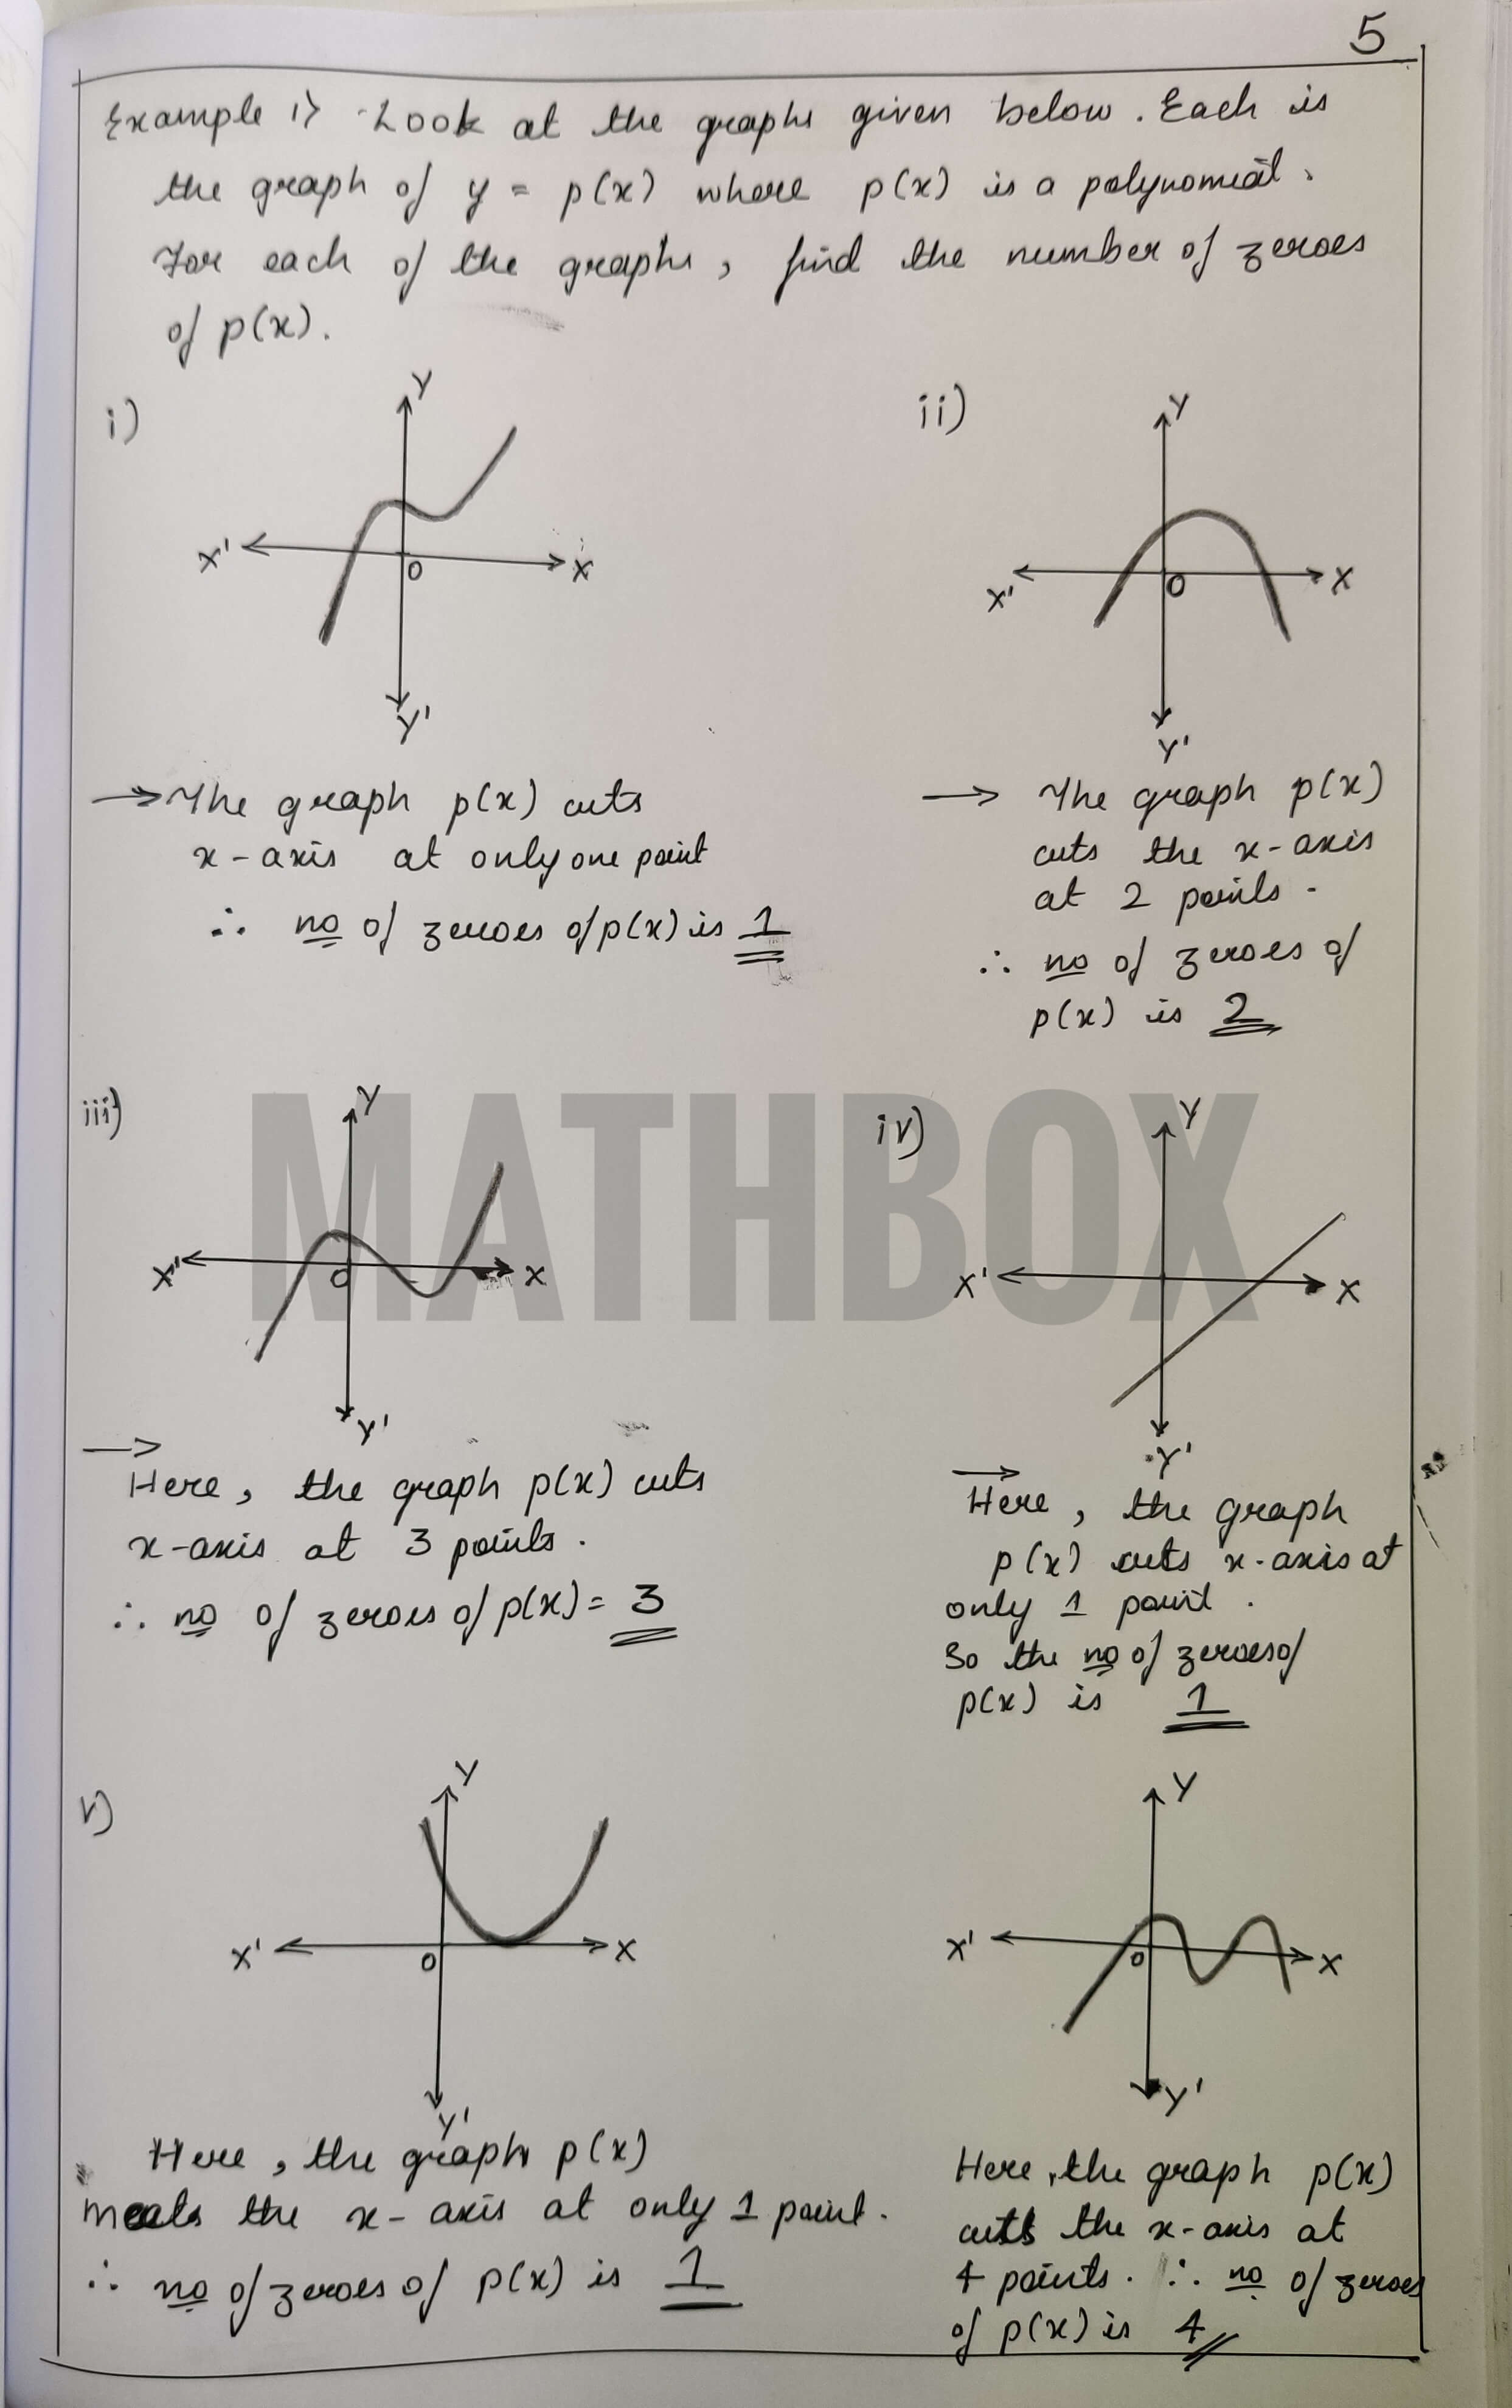 5
Example 1) Look at the graphs given below. Each is
the graph of y = p(x) where p(x) is a polynomial.
For each of the graphs, find the number of zeroes
of p(x).
i)
Y
X'
O
X
Y'
→ The graph p(x) cuts
x-axis at only one point
∴ no of zeroes of p(x) is 1
ii)
Y
X'
O
X
Y'
→ The graph p(x)
cuts the x-axis
at 2 points.
∴ no of zeroes of
p(x) is 2
MATHBOX
iii)
Y
X'
O
X
Y'
→
Here, the graph p(x) cuts
x-axis at 3 points.
∴ no of zeroes of p(x) = 3
iv)
Y
X'
X
Y'
→
Here, the graph
p(x) cuts x-axis at
only 1 point.
So the no of zeroes of
p(x) is 1
v)
Y
X'
O
X
Y'
Here, the graph p(x)
meets the x-axis at only 1 point.
∴ no of zeroes of p(x) is 1
Y
X'
O
X
Y'
Here, the graph p(x)
cuts the x-axis at
4 points. ∴ no of zeroes
of p(x) is 4